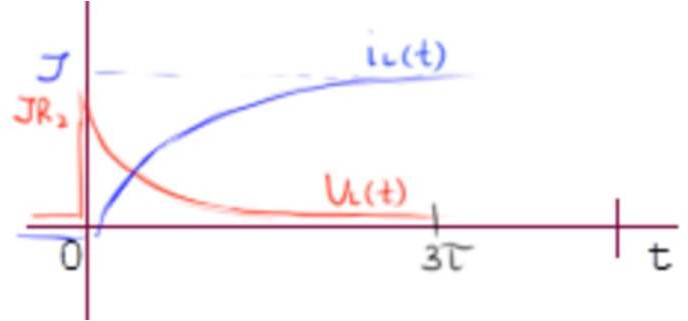 J
iL(t)
JR₂
UL(t)
0
3τ
t